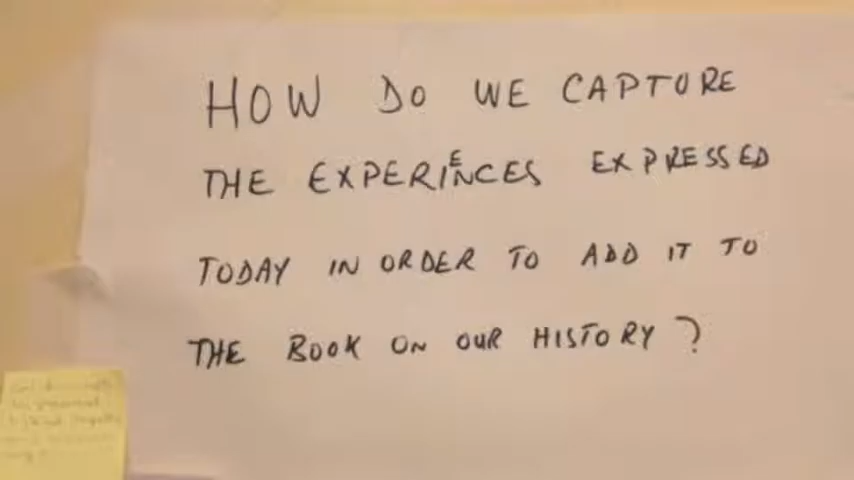 HOW DO WE CAPTURE
THE EXPERIENCES EXPRESSED
TODAY IN ORDER TO ADD IT TO
THE BOOK ON OUR HISTORY?